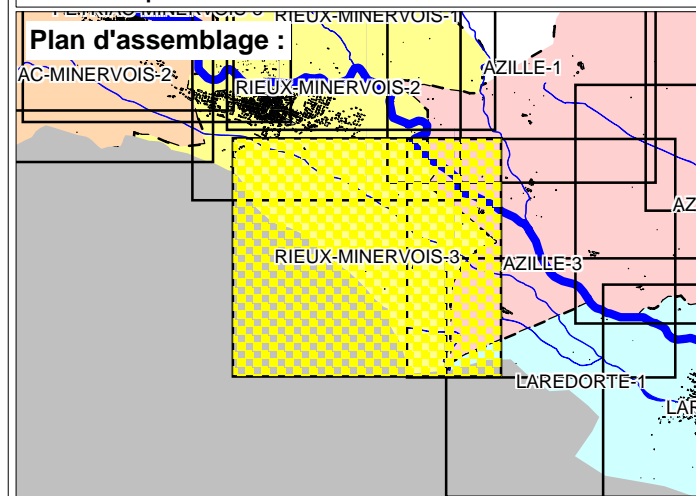 RIEUX-MINERVOIS-1
Plan d'assemblage :
AC-MINERVOIS-2
AZILLE-1
RIEUX-MINERVOIS-2
AZ
RIEUX-MINERVOIS-3
AZILLE-3
LAREDORTE-1
LAR